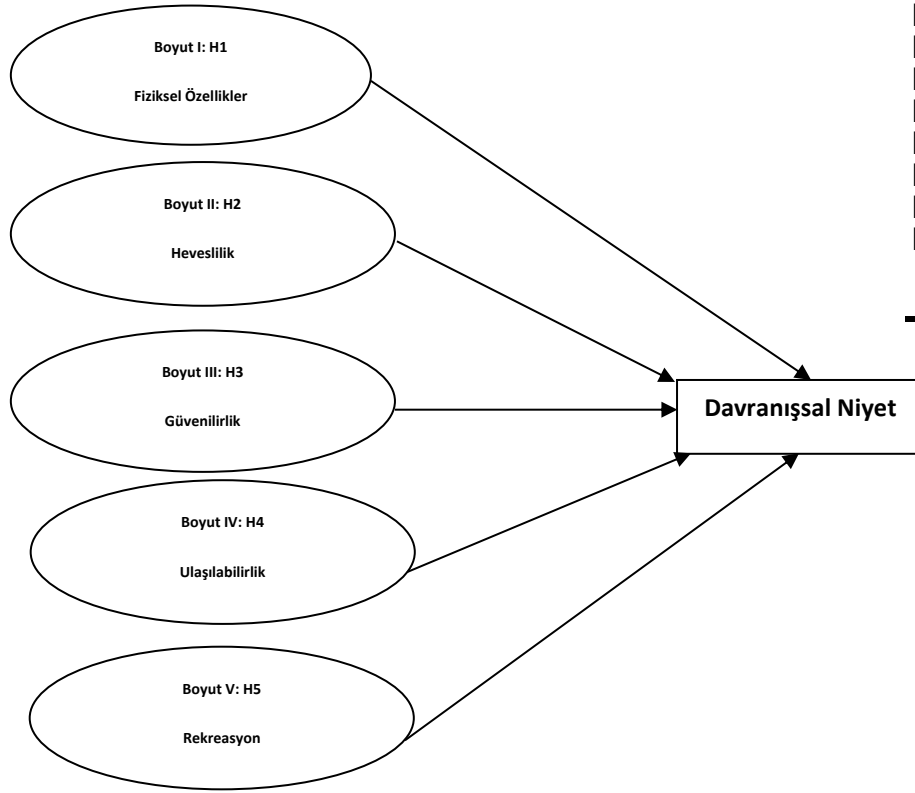 Boyut I: H1
Fiziksel Özellikler
Boyut II: H2
Heveslilik
Boyut III: H3
Güvenilirlik
Davranışsal Niyet
Boyut IV: H4
Ulaşılabilirlik
Boyut V: H5
Rekreasyon